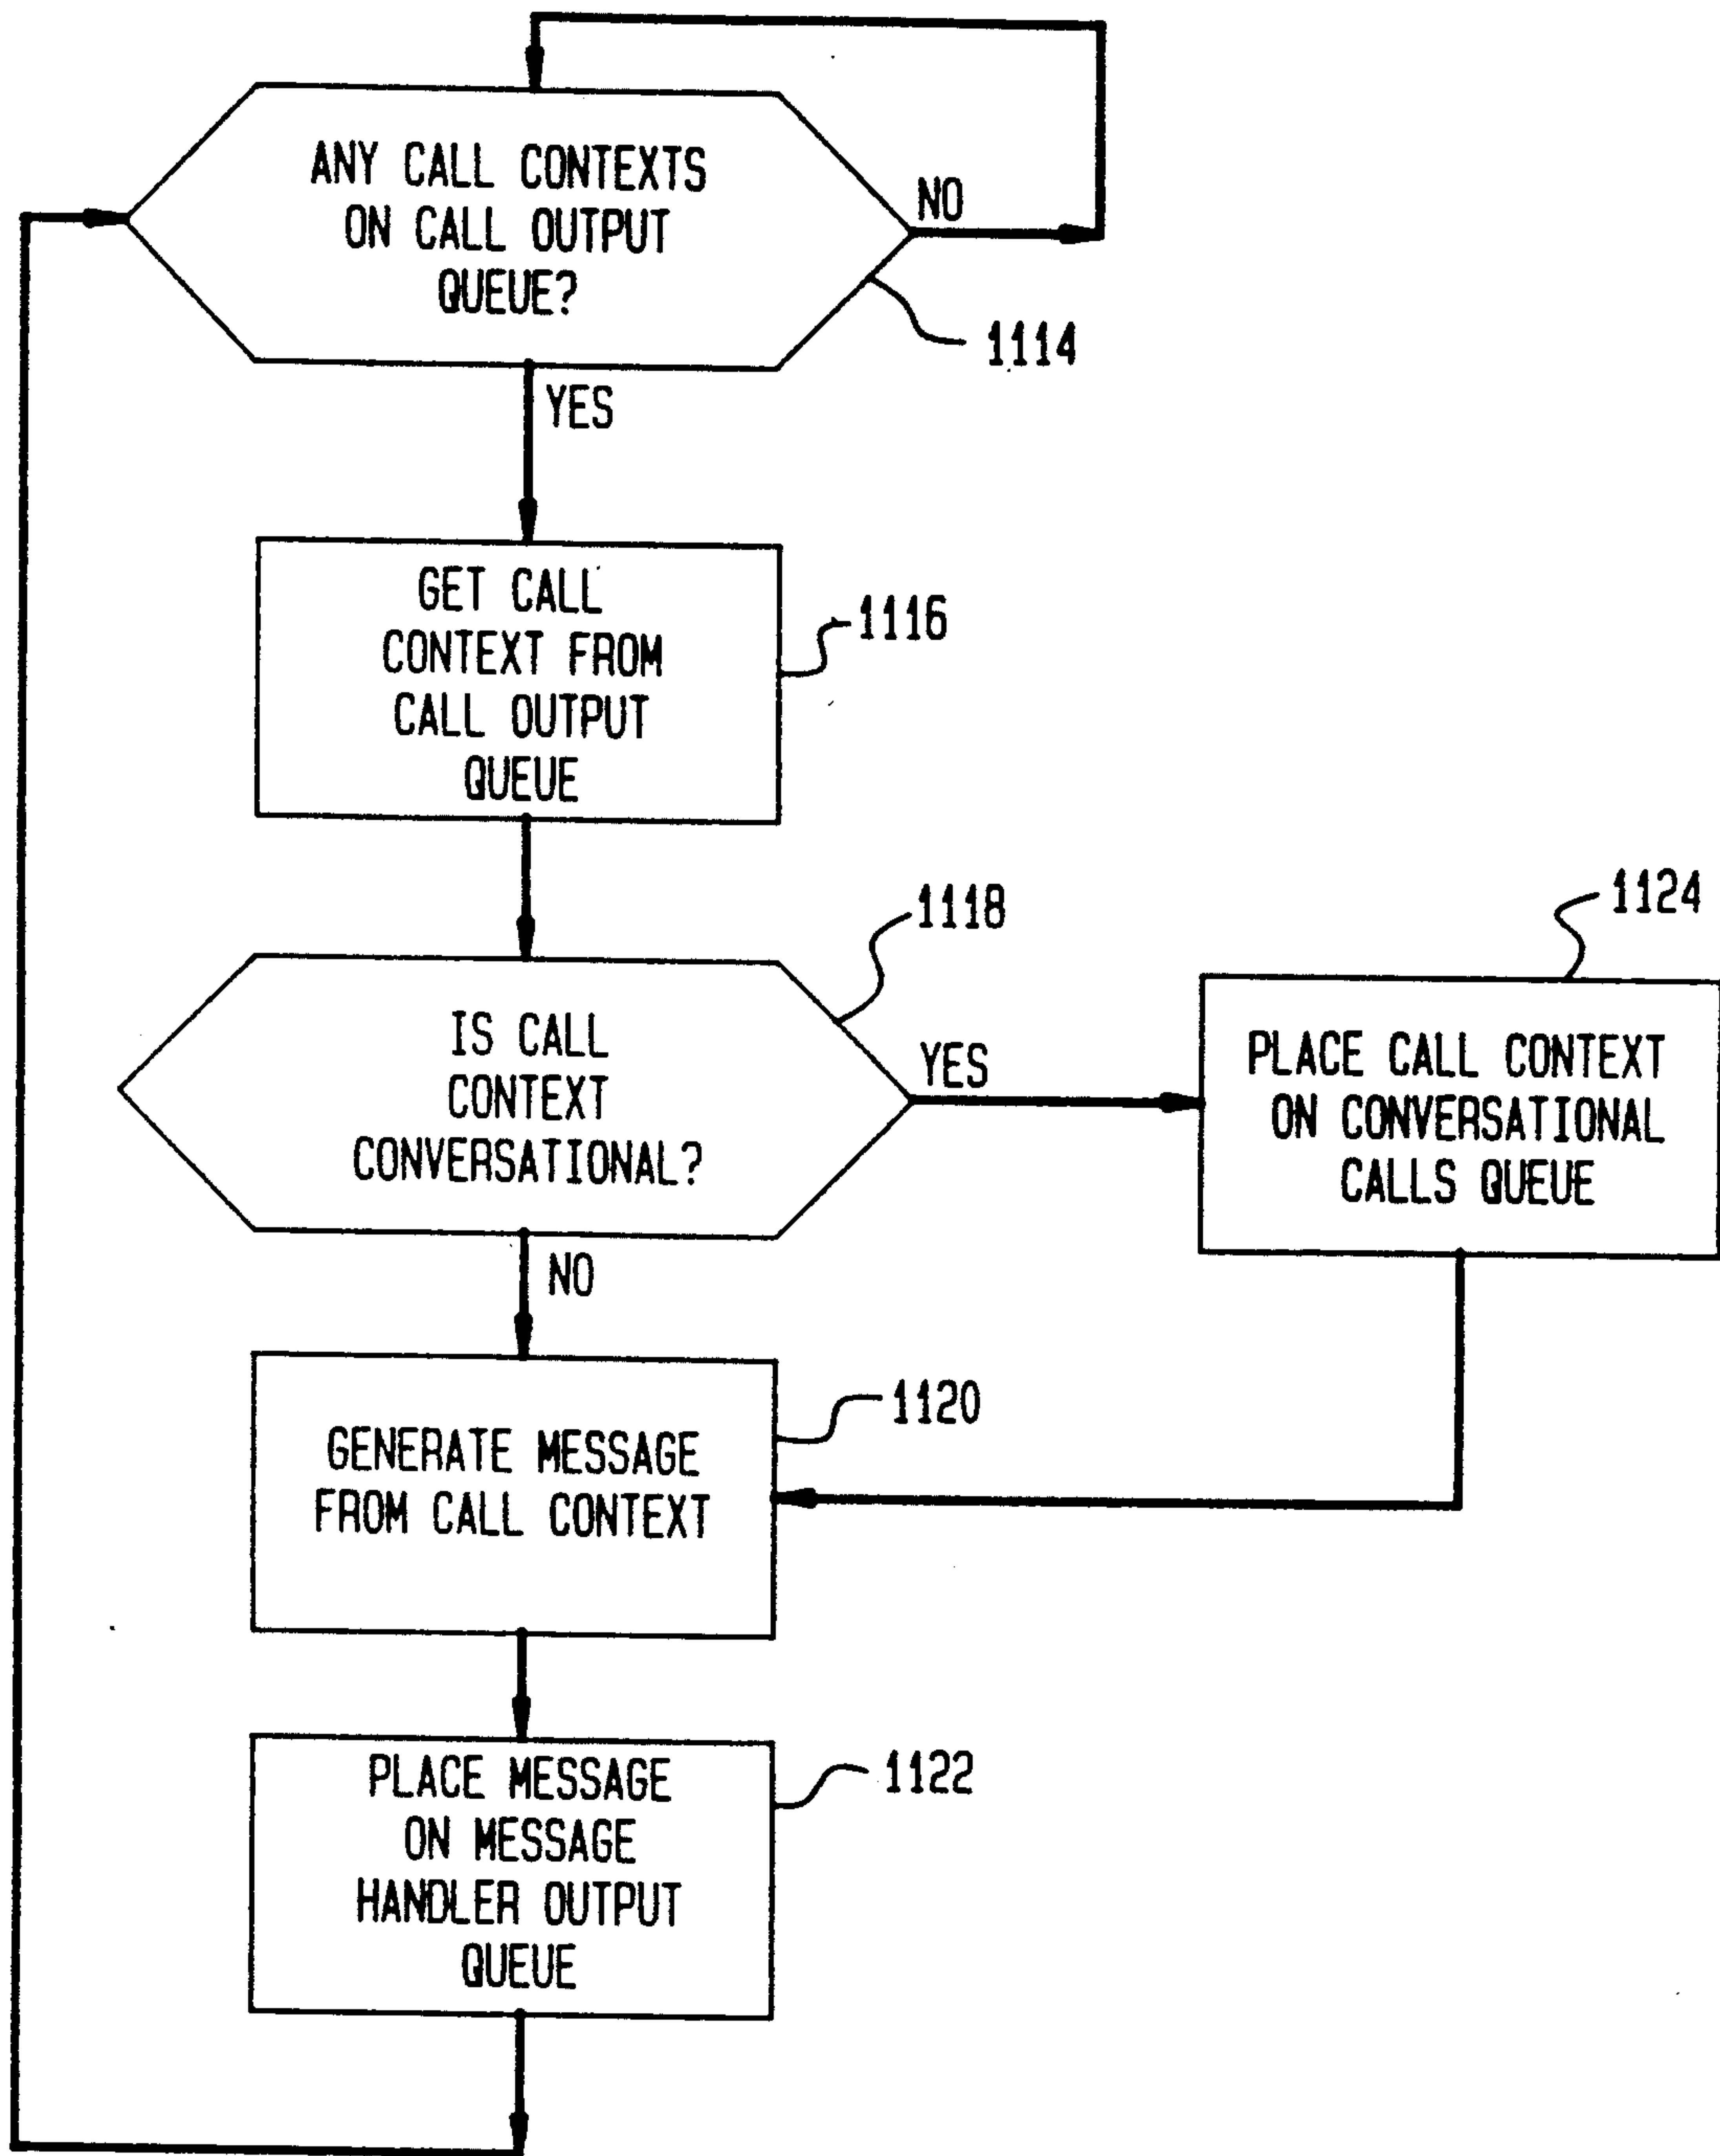 ANY CALL CONTEXTS
ON CALL OUTPUT
QUEUE?
NO
1114
YES
GET CALL
CONTEXT FROM
CALL OUTPUT
QUEUE
1116
1118
IS CALL
CONTEXT
CONVERSATIONAL?
YES
1124
PLACE CALL CONTEXT
ON CONVERSATIONAL
CALLS QUEUE
NO
1120
GENERATE MESSAGE
FROM CALL CONTEXT
1122
PLACE MESSAGE
ON MESSAGE
HANDLER OUTPUT
QUEUE